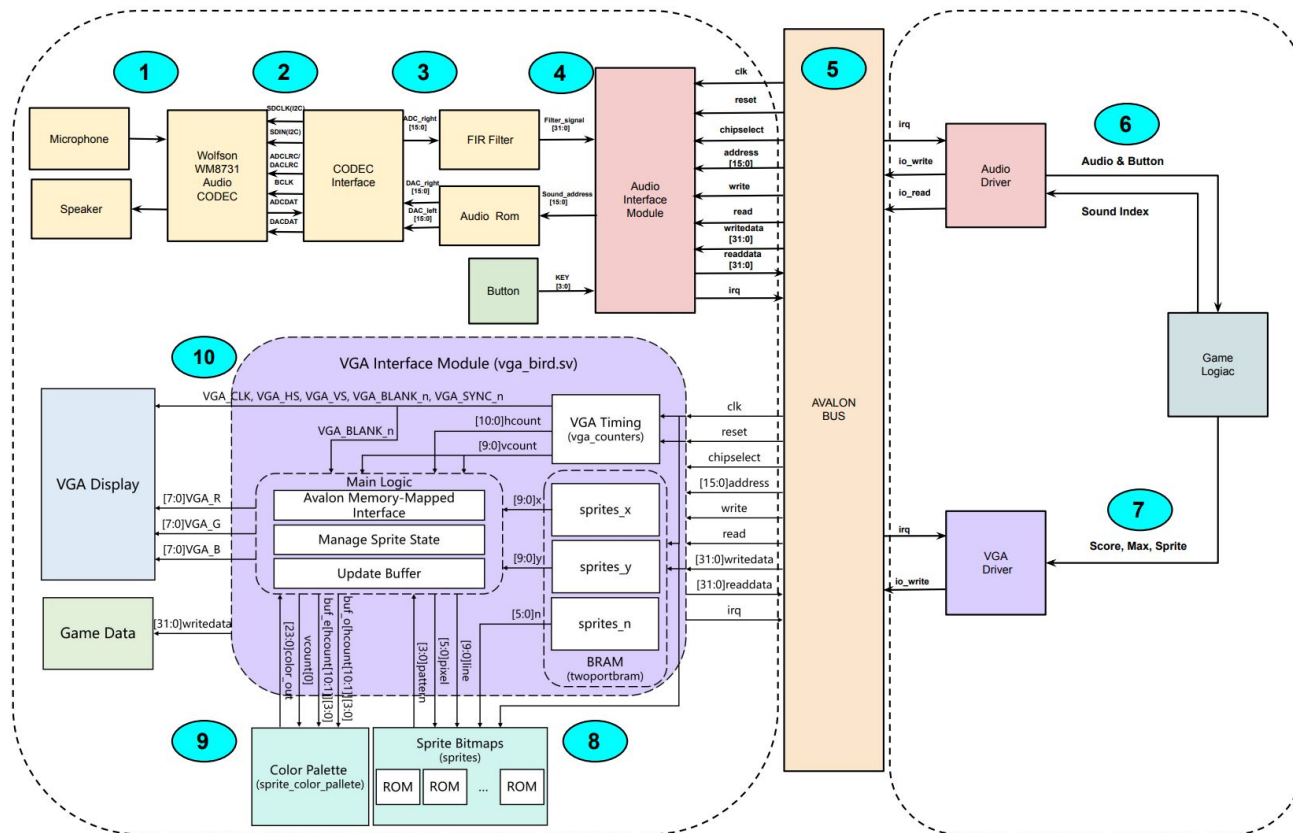 1
2
3
4
5
6
7
8
9
10
Microphone
Speaker
Wolfson
WM8731
Audio
CODEC
SDCLK(I2C)
SDIN(I2C)
ADCLRC/
DACLRC
BCLK
ADCDAT
DACDAT
CODEC
Interface
ADC_right
[15:0]
DAC_right
[15:0]
DAC_left
[15:0]
FIR Filter
Audio Rom
Filter_signal
[31:0]
Sound_address
[15:0]
Button
KEY
[3:0]
Audio
Interface
Module
clk
reset
chipselect
address
[15:0]
write
read
writedata
[31:0]
readdata
[31:0]
irq
AVALON
BUS
irq
io_write
io_read
Audio
Driver
Audio & Button
Sound Index
Game
Logiac
Score, Max, Sprite
irq
io_write
VGA
Driver
VGA Interface Module (vga_bird.sv)
VGA_CLK, VGA_HS, VGA_VS, VGA_BLANK_n, VGA_SYNC_n
VGA_BLANK_n
[10:0]hcount
[9:0]vcount
VGA Timing
(vga_counters)
VGA Display
[7:0]VGA_R
[7:0]VGA_G
[7:0]VGA_B
Main Logic
Avalon Memory-Mapped
Interface
Manage Sprite State
Update Buffer
[9:0]x
[9:0]y
[5:0]n
sprites_x
sprites_y
sprites_n
BRAM
(twoportbram)
clk
reset
chipselect
[15:0]address
write
read
[31:0]writedata
[31:0]readdata
irq
Game Data
[31:0]writedata
[23:0]color_out
vcount[0]
buf_e[hcount[10:1]][3:0]
buf_o[hcount[10:1]][3:0]
[3:0]pattern
[5:0]pixel
[9:0]line
Color Palette
(sprite_color_pallete)
Sprite Bitmaps
(sprites)
ROM
ROM
...
ROM